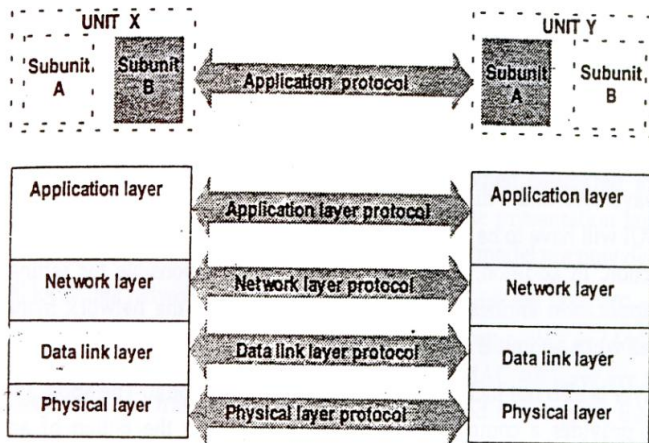 UNIT X
UNIT Y
Subunit A
Subunit B
Application protocol
Subunit A
Subunit B
Application layer
Application layer protocol
Application layer
Network layer
Network layer protocol
Network layer
Data link layer
Data link layer protocol
Data link layer
Physical layer
Physical layer protocol
Physical layer